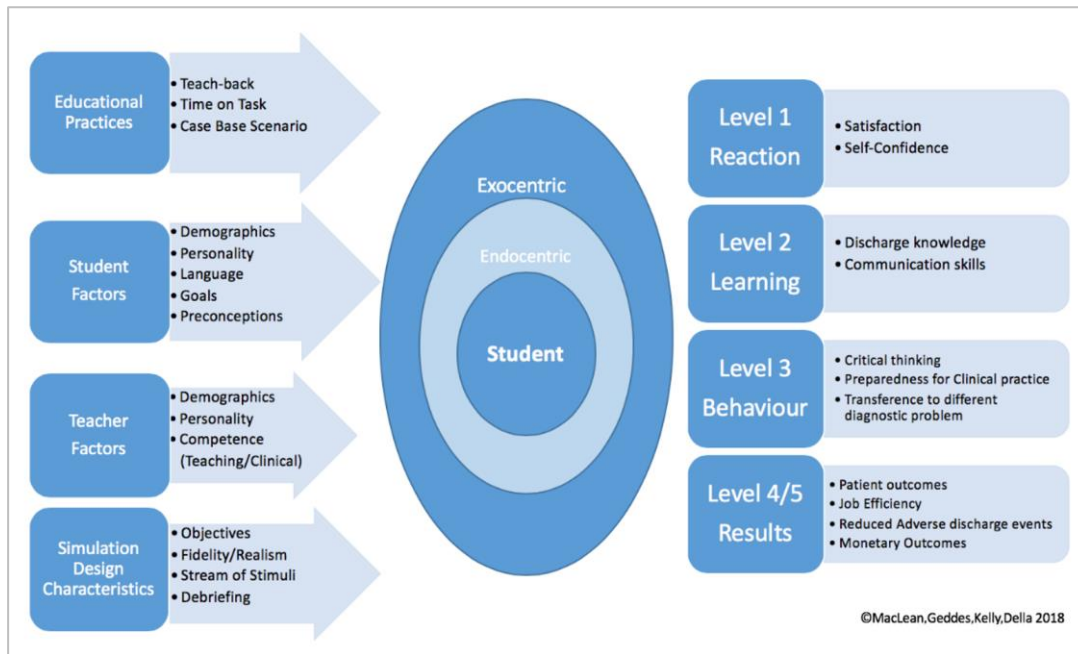 Educational
Practices
• Teach-back
• Time on Task
• Case Base Scenario
Student
Factors
• Demographics
• Personality
• Language
• Goals
• Preconceptions
Teacher
Factors
• Demographics
• Personality
• Competence
(Teaching/Clinical)
Simulation
Design
Characteristics
• Objectives
• Fidelity/Realism
• Stream of Stimuli
• Debriefing
Exocentric
Endocentric
Student
Level 1
Reaction
• Satisfaction
• Self-Confidence
Level 2
Learning
• Discharge knowledge
• Communication skills
Level 3
Behaviour
• Critical thinking
• Preparedness for Clinical practice
• Transference to different
diagnostic problem
Level 4/5
Results
• Patient outcomes
• Job Efficiency
• Reduced Adverse discharge events
• Monetary Outcomes
©MacLean,Geddes,Kelly,Della 2018